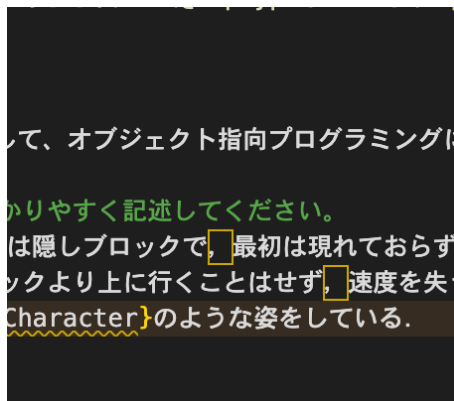 して、オブジェクト指向プログラミングに
かりやすく記述してください。
は隠しブロックで，最初は現れておらず
ックより上に行くことはせず，速度を失っ
Character}のような姿をしている.